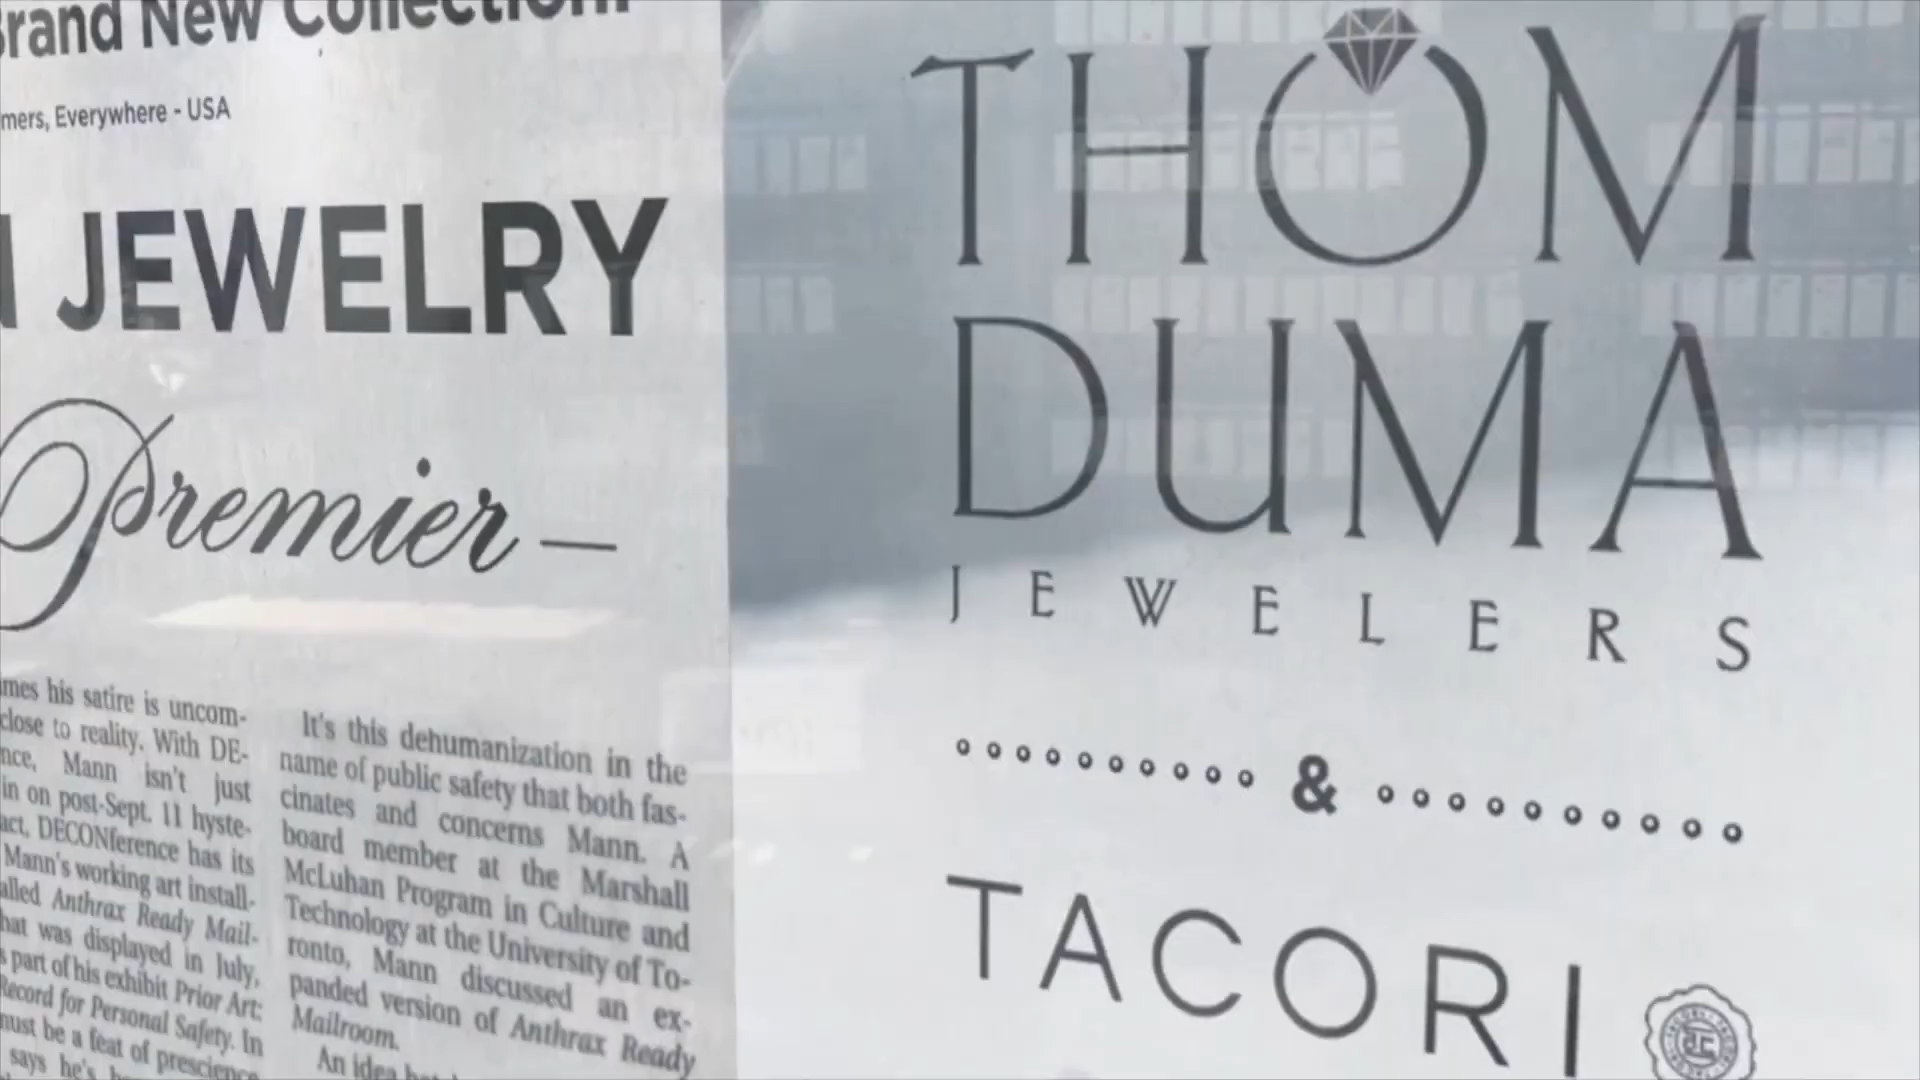 Brand New Collection!
mers, Everywhere - USA
JEWELRY
Premier —
mes his satire is uncom-
close to reality. With DE-
nce, Mann isn't just
in on post-Sept. 11 hyste-
act, DECONference has its
Mann's working art install-
alled Anthrax Ready Mail-
hat was displayed in July,
s part of his exhibit Prior Art:
Record for Personal Safety. In
must be a feat of prescience
says he's
It's this dehumanization in the
name of public safety that both fas-
cinates and concerns Mann. A
board member at the Marshall
McLuhan Program in Culture and
Technology at the University of To-
ronto, Mann discussed an ex-
panded version of Anthrax Ready
Mailroom.
An idea
THOM
DUMA
JEWELERS
&
TACORI